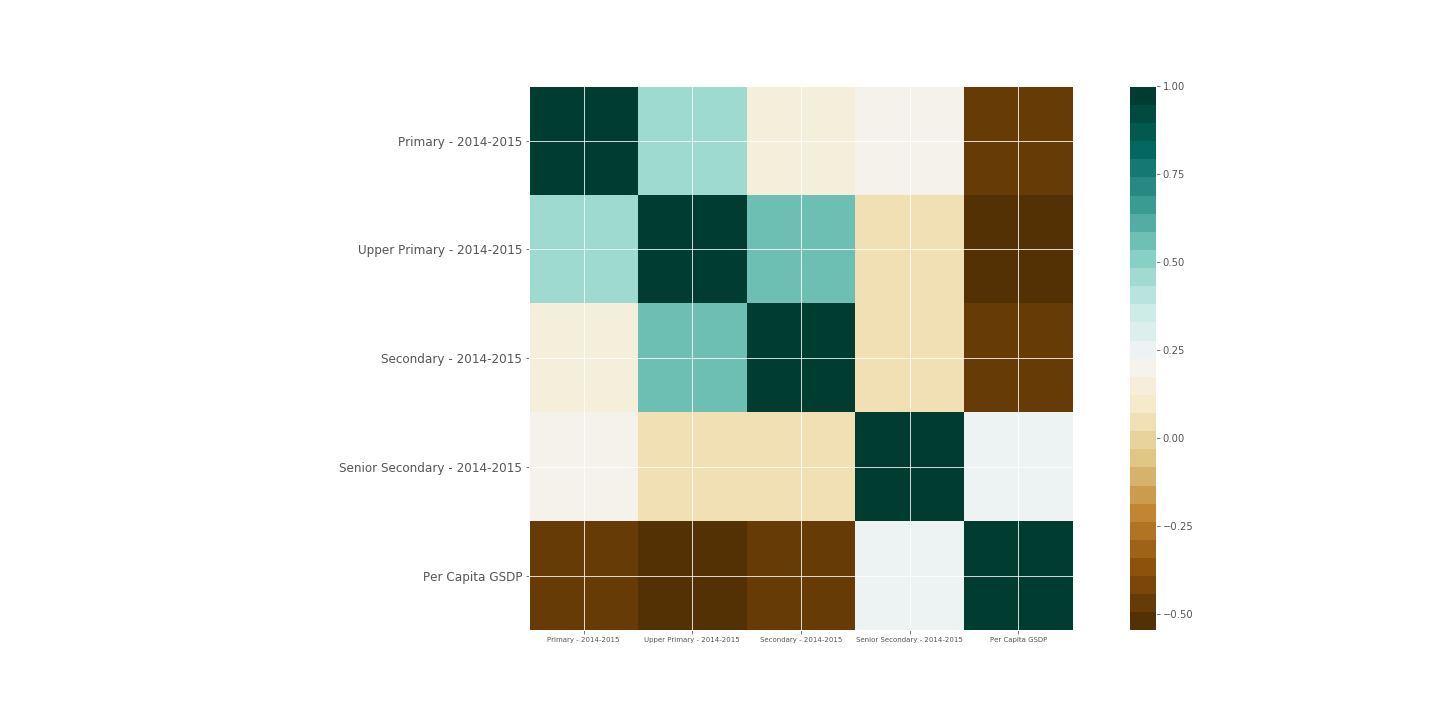 Primary - 2014-2015
Upper Primary - 2014-2015
Secondary - 2014-2015
Senior Secondary - 2014-2015
Per Capita GSDP
Primary - 2014-2015
Upper Primary - 2014-2015
Secondary - 2014-2015
Senior Secondary - 2014-2015
Per Capita GSDP
1.00
0.75
0.50
0.25
0.00
−0.25
−0.50